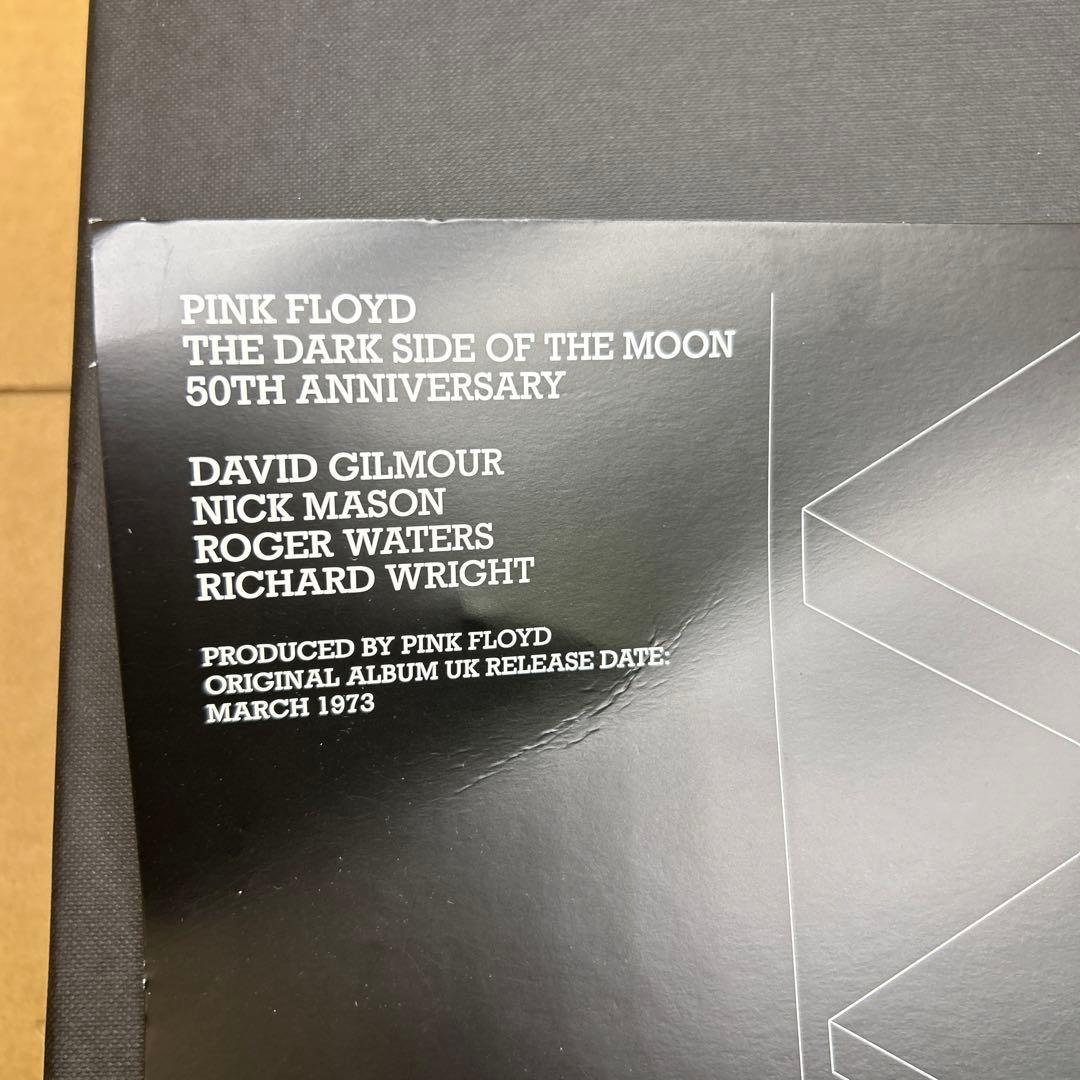 PINK FLOYD
THE DARK SIDE OF THE MOON
50TH ANNIVERSARY
DAVID GILMOUR
NICK MASON
ROGER WATERS
RICHARD WRIGHT
PRODUCED BY PINK FLOYD
ORIGINAL ALBUM UK RELEASE DATE:
MARCH 1973